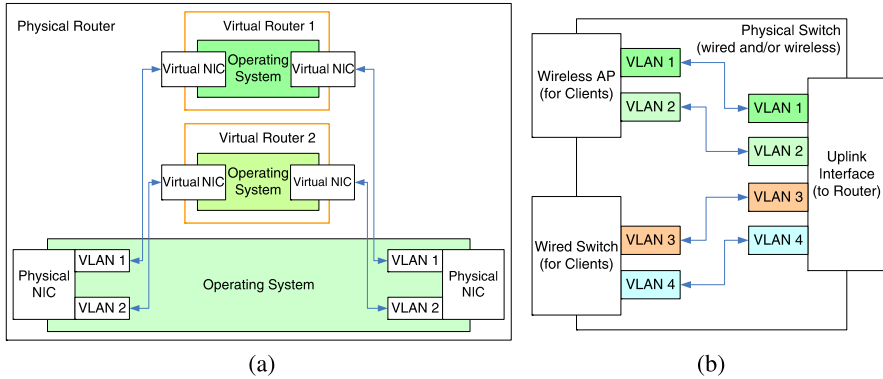 Physical Router
Virtual Router 1
Virtual NIC
Operating
System
Virtual NIC
Virtual Router 2
Virtual NIC
Operating
System
Virtual NIC
Physical
NIC
VLAN 1
VLAN 2
Operating System
VLAN 1
VLAN 2
Physical
NIC
(a)
Physical Switch
(wired and/or wireless)
Wireless AP
(for Clients)
VLAN 1
VLAN 2
Wired Switch
(for Clients)
VLAN 3
VLAN 4
VLAN 1
VLAN 2
VLAN 3
VLAN 4
Uplink
Interface
(to Router)
(b)